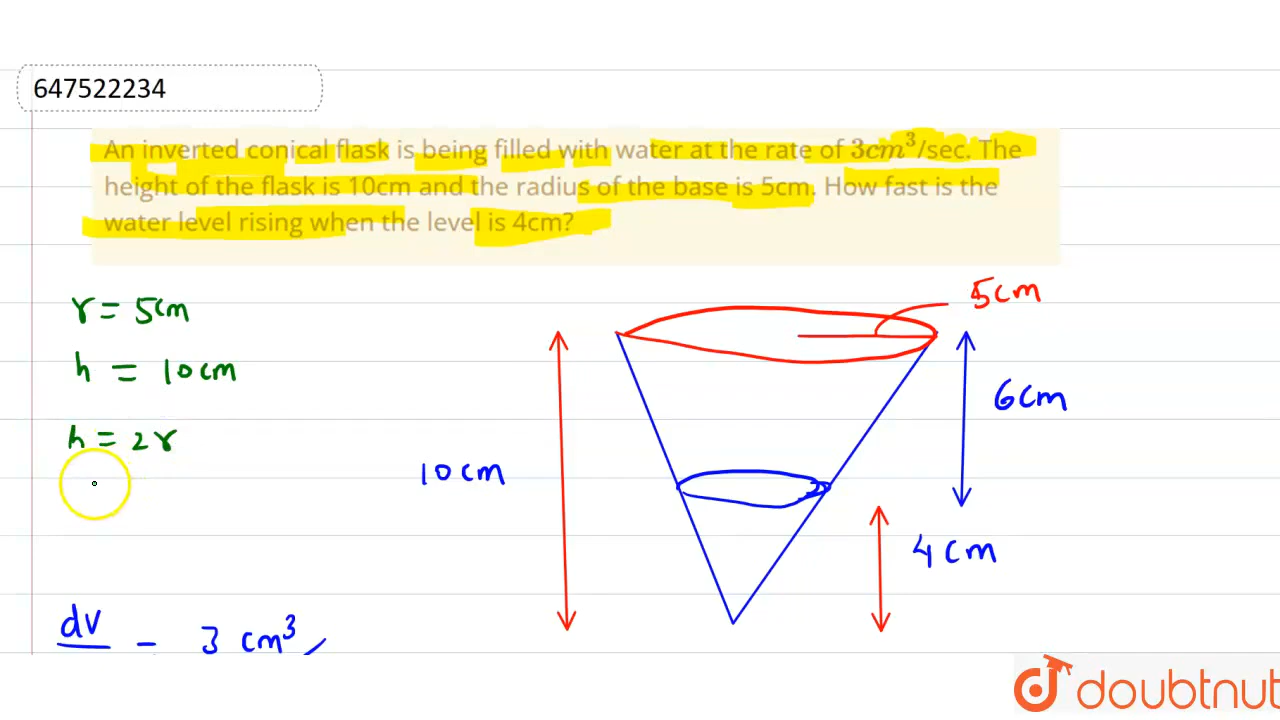 647522234
An inverted conical flask is being filled with water at the rate of 3cm³/sec. The
height of the flask is 10cm and the radius of the base is 5cm. How fast is the
water level rising when the level is 4cm?
r = 5cm
5cm
h = 10cm
6cm
h = 2r
10cm
4cm
dV
— = 3 cm³/
doubtnut